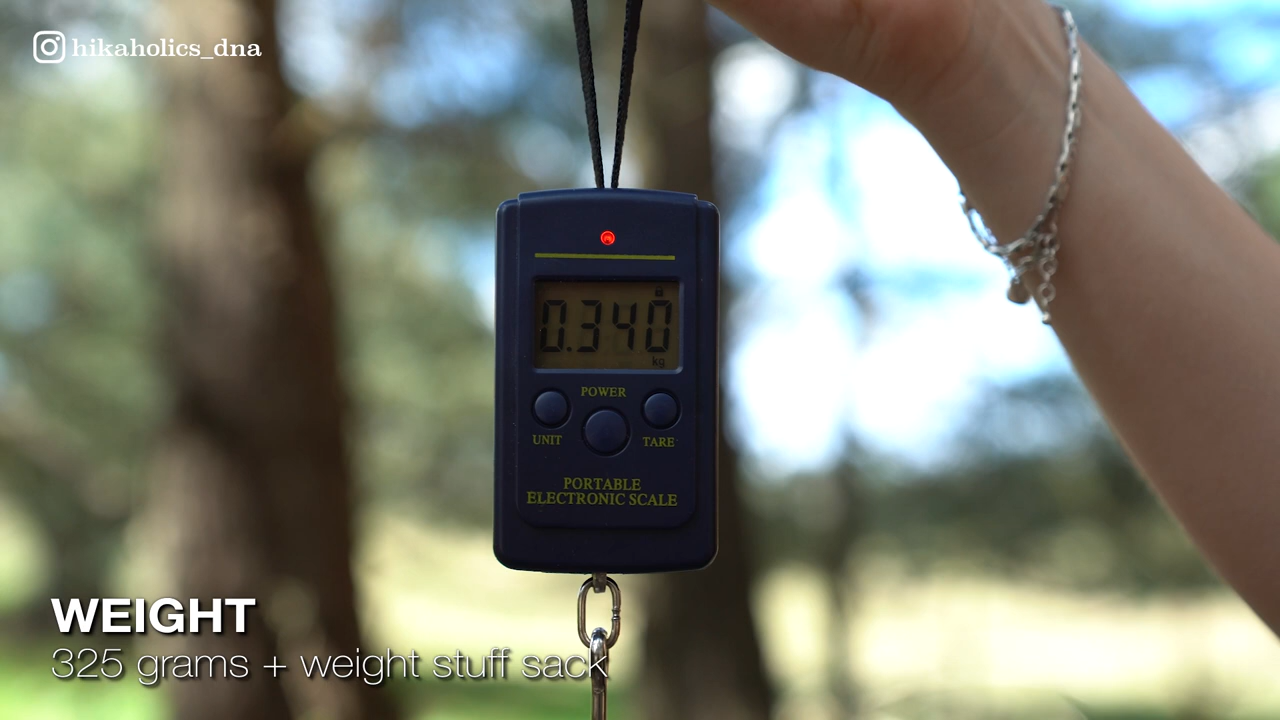 hikaholics_dna
0.340
kg
POWER
UNIT
TARE
PORTABLE
ELECTRONIC SCALE
WEIGHT
325 grams + weight stuff sack